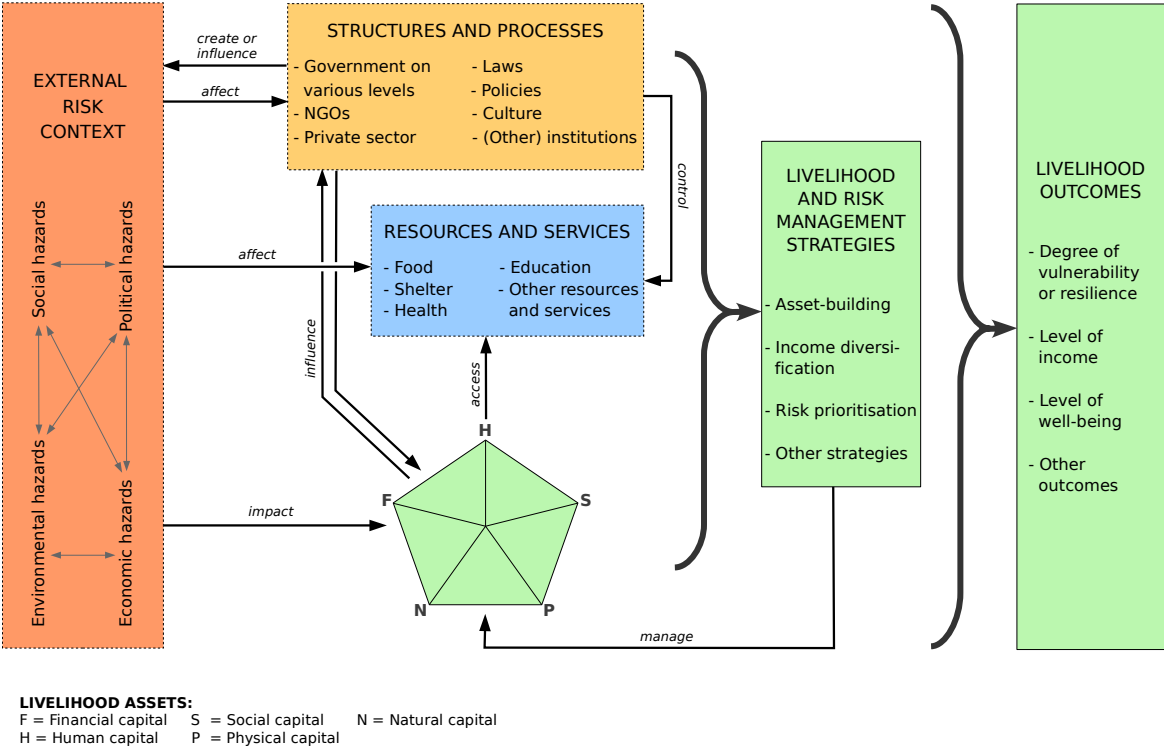 EXTERNAL
RISK
CONTEXT
Social hazards
Political hazards
Environmental hazards
Economic hazards
create or
influence
affect
STRUCTURES AND PROCESSES
- Government on
various levels
- NGOs
- Private sector
- Laws
- Policies
- Culture
- (Other) institutions
control
affect
RESOURCES AND SERVICES
- Food
- Shelter
- Health
- Education
- Other resources
and services
influence
access
impact
H
F
S
N
P
manage
LIVELIHOOD
AND RISK
MANAGEMENT
STRATEGIES
- Asset-building
- Income diversi-
fication
- Risk prioritisation
- Other strategies
LIVELIHOOD
OUTCOMES
- Degree of
vulnerability
or resilience
- Level of
income
- Level of
well-being
- Other
outcomes
LIVELIHOOD ASSETS:
F = Financial capital S = Social capital N = Natural capital
H = Human capital P = Physical capital